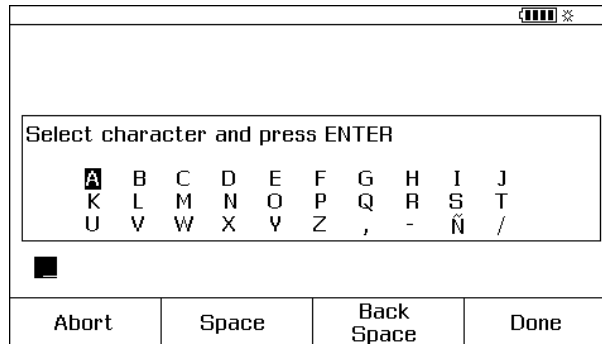 Select character and press ENTER
A B C D E F G H I J
K L M N O P Q R S T
U V W X Y Z , - Ñ /
_
Abort Space Back Space Done